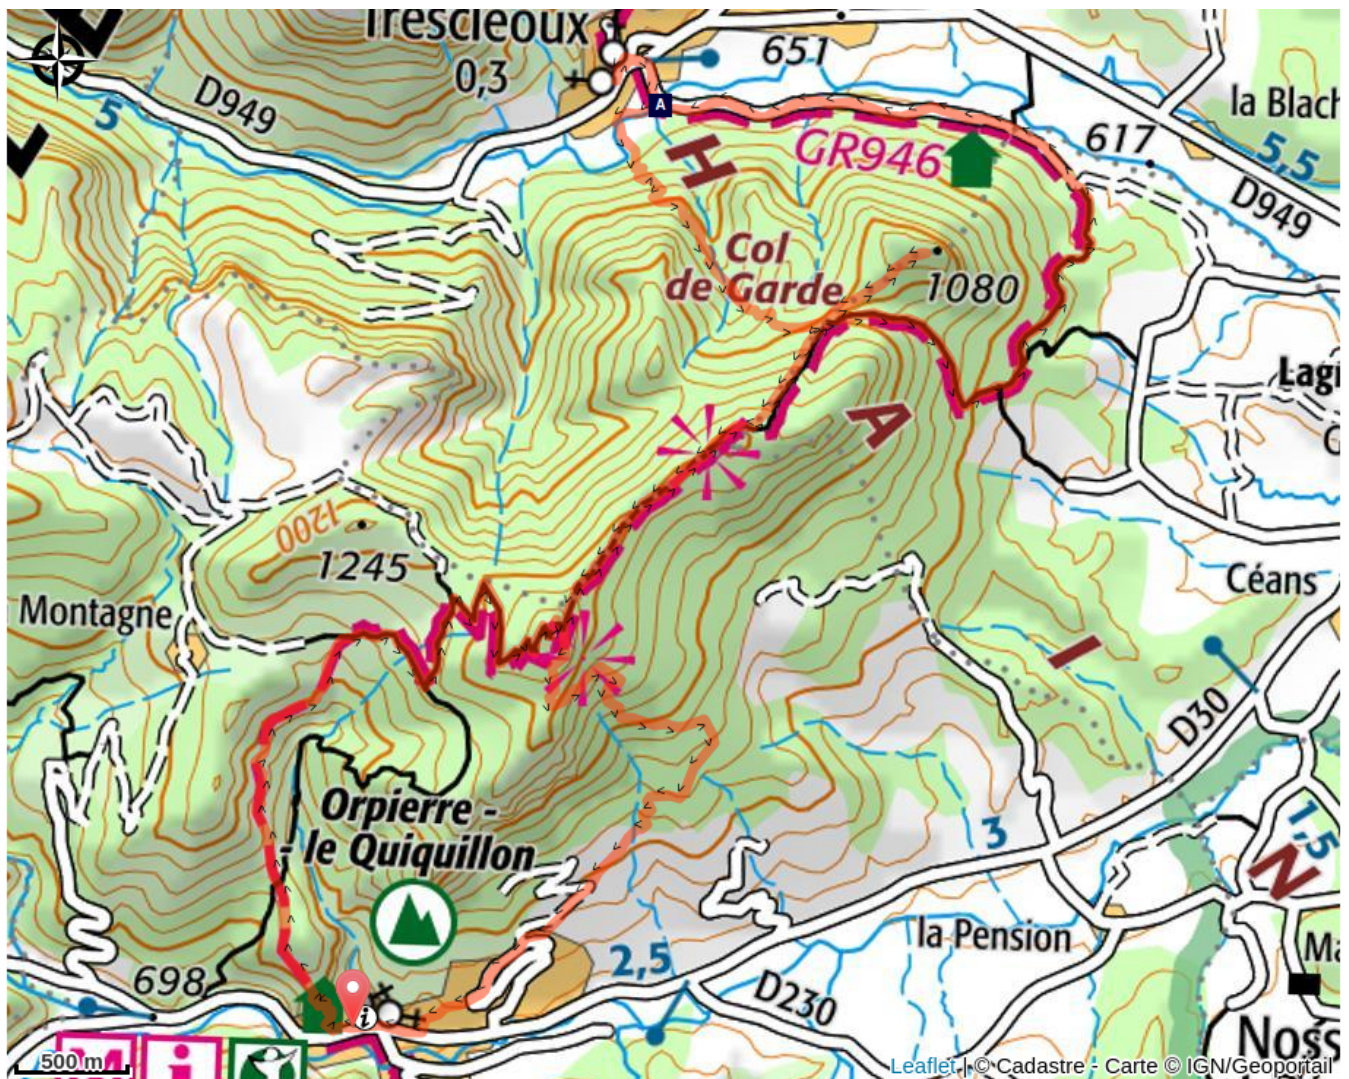 Trescléoux
0,3
651
D949
5
A
la Blach
617
5,5
GR946
H
D949
Col
de Garde
1080
Lagr
A
1200
1245
Céans
Montagne
I
D30
Orpierre -
- le Quiquillon
3
1,5
N
la Pension
2,5
698
D230
Ma
i
Noss
i
500 m
Leaflet | © Cadastre - Carte © IGN/Geoportail